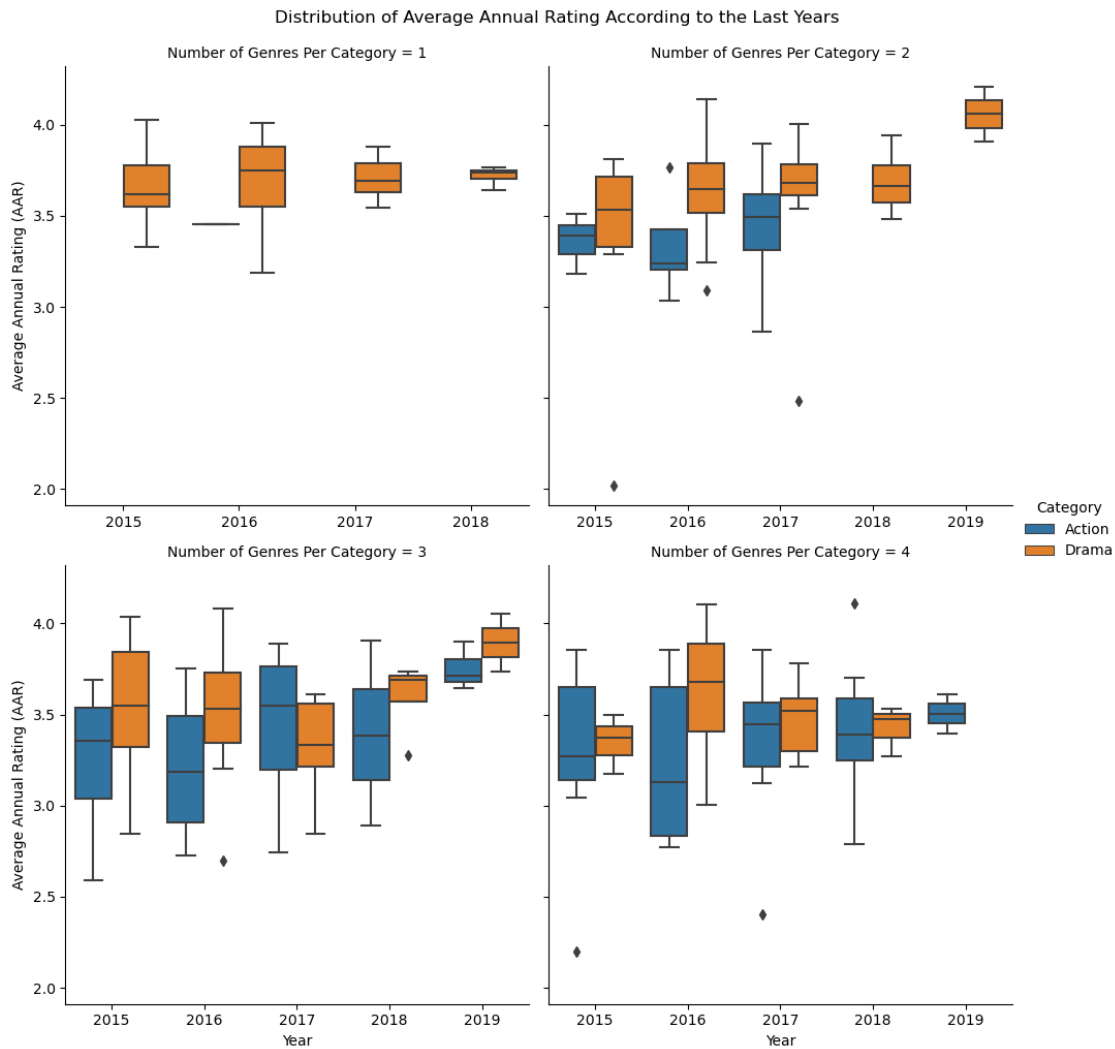 Distribution of Average Annual Rating According to the Last Years
Number of Genres Per Category = 1
Number of Genres Per Category = 2
Average Annual Rating (AAR)
4.0
3.5
3.0
2.5
2.0
2015 2016 2017 2018
2015 2016 2017 2018 2019
Category
Action
Drama
Number of Genres Per Category = 3
Number of Genres Per Category = 4
Average Annual Rating (AAR)
4.0
3.5
3.0
2.5
2.0
2015 2016 2017 2018 2019
Year
2015 2016 2017 2018 2019
Year